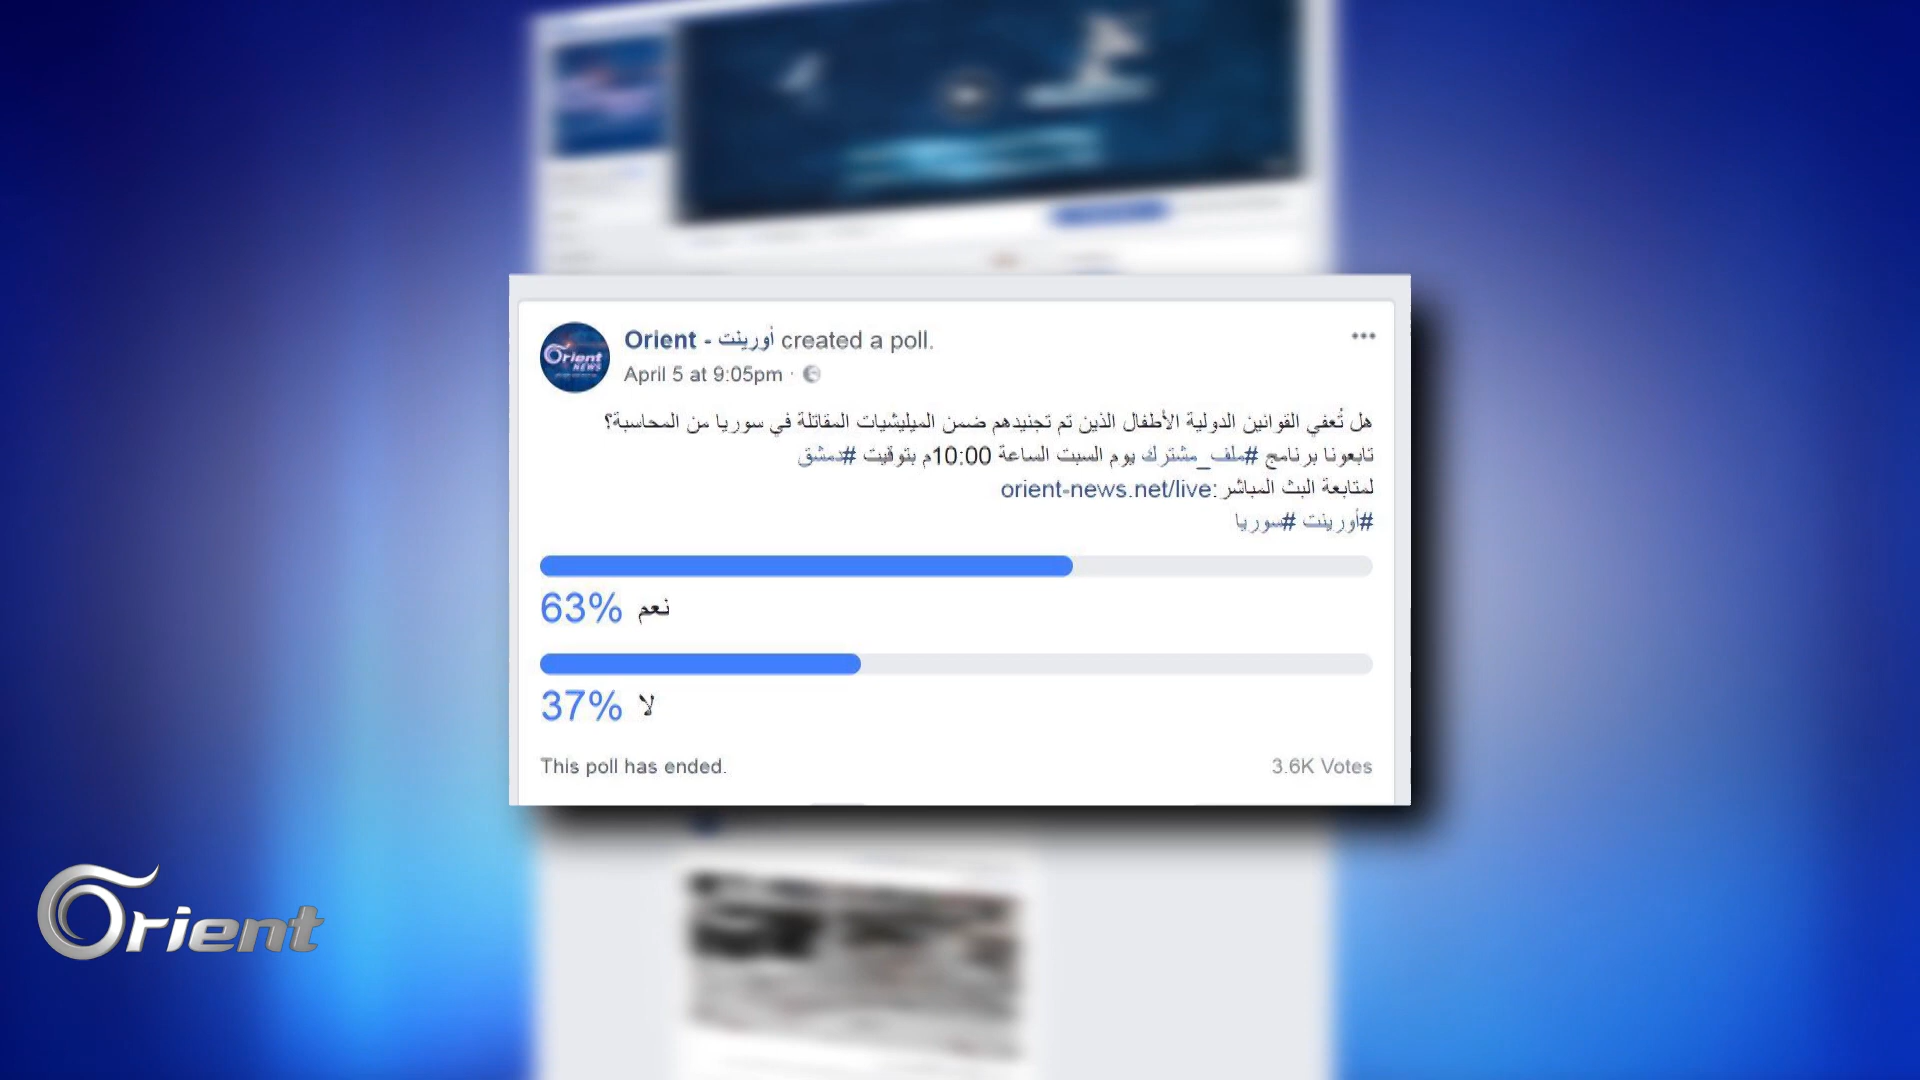 Orient - أورينت created a poll.
April 5 at 9:05pm ·
Orient
NEWS
هل تُعفي القوانين الدولية الأطفال الذين تم تجنيدهم ضمن الميليشيات المقاتلة في سوريا من المحاسبة؟
تابعونا برنامج #ملف_مشترك يوم السبت الساعة 10:00م بتوقيت #دمشق
لمتابعة البث المباشر :orient-news.net/live
#أورينت #سوريا
63% نعم
37% لا
This poll has ended.
3.6K Votes
Orient